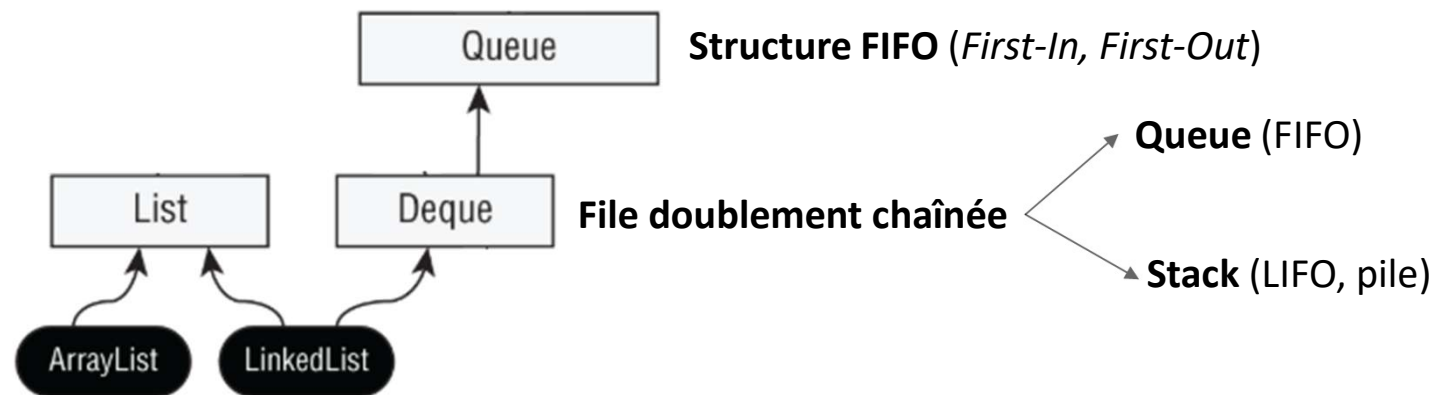 Queue
Structure FIFO (First-In, First-Out)
Queue (FIFO)
List
Deque
File doublement chaînée
Stack (LIFO, pile)
ArrayList
LinkedList